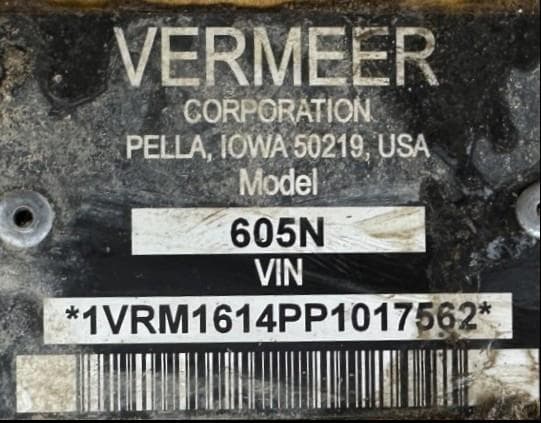 VERMEER
CORPORATION
PELLA, IOWA 50219, USA
Model
605N
VIN
*1VRM1614PP1017562*